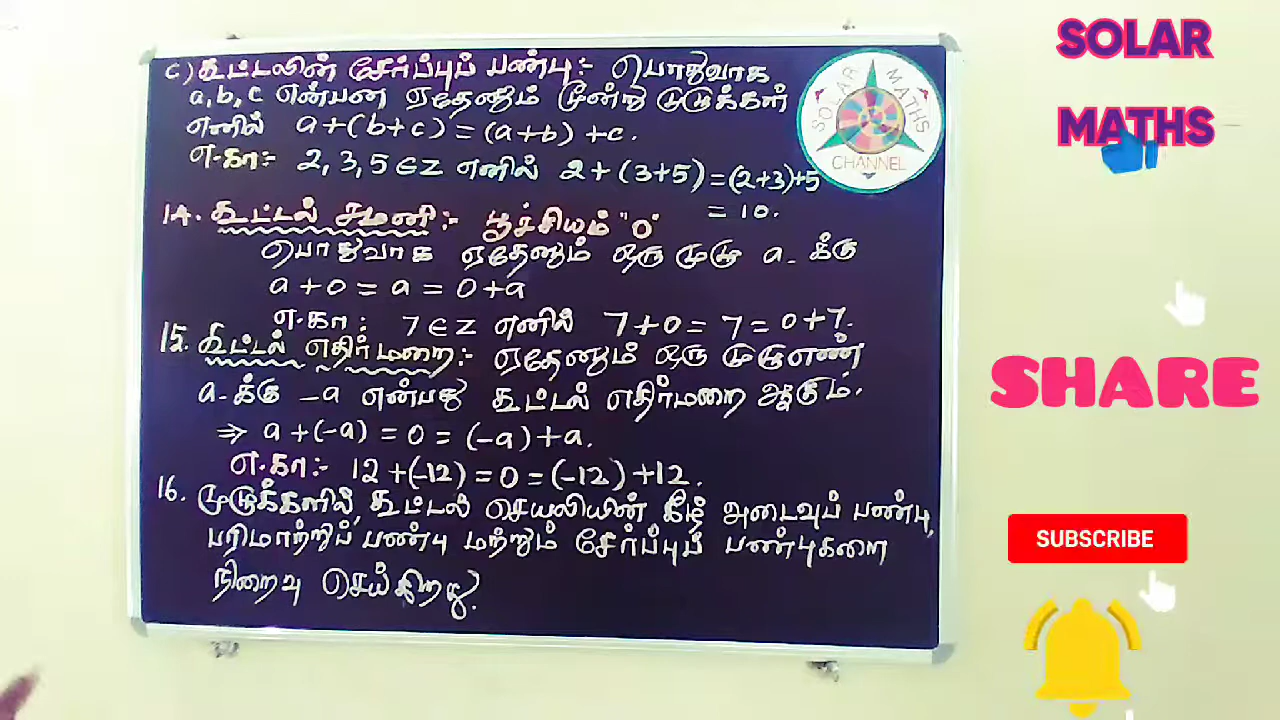 c) கூட்டலின் சேர்ப்புப் பண்பு:- பொதுவாக
a, b, c என்பன ஏதேனும் மூன்று முழுக்கள்
எனில் a+(b+c) = (a+b)+c.
எ.கா:- 2, 3, 5 ∈ Z எனில் 2+(3+5) = (2+3)+5
= 10.
14. கூட்டல் சமனி:- பூச்சியம் "0"
பொதுவாக ஏதேனும் ஒரு முழு a-க்கு
a+0 = a = 0+a
எ.கா: 7 ∈ Z எனில் 7+0 = 7 = 0+7.
15. கூட்டல் எதிர்மறை:- ஏதேனும் ஒரு முழுஎண்
a-க்கு -a என்பது கூட்டல் எதிர்மறை ஆகும்.
⇒ a+(-a) = 0 = (-a)+a.
எ.கா:- 12+(-12) = 0 = (-12)+12.
16. முழுக்களில், கூட்டல் செயலியின் கீழ் அடைவுப் பண்பு,
பரிமாற்றுப் பண்பு மற்றும் சேர்ப்புப் பண்புகளை
நிறைவு செய்கிறது.
SOLAR MATHS
CHANNEL
SOLAR
MATHS
SHARE
SUBSCRIBE